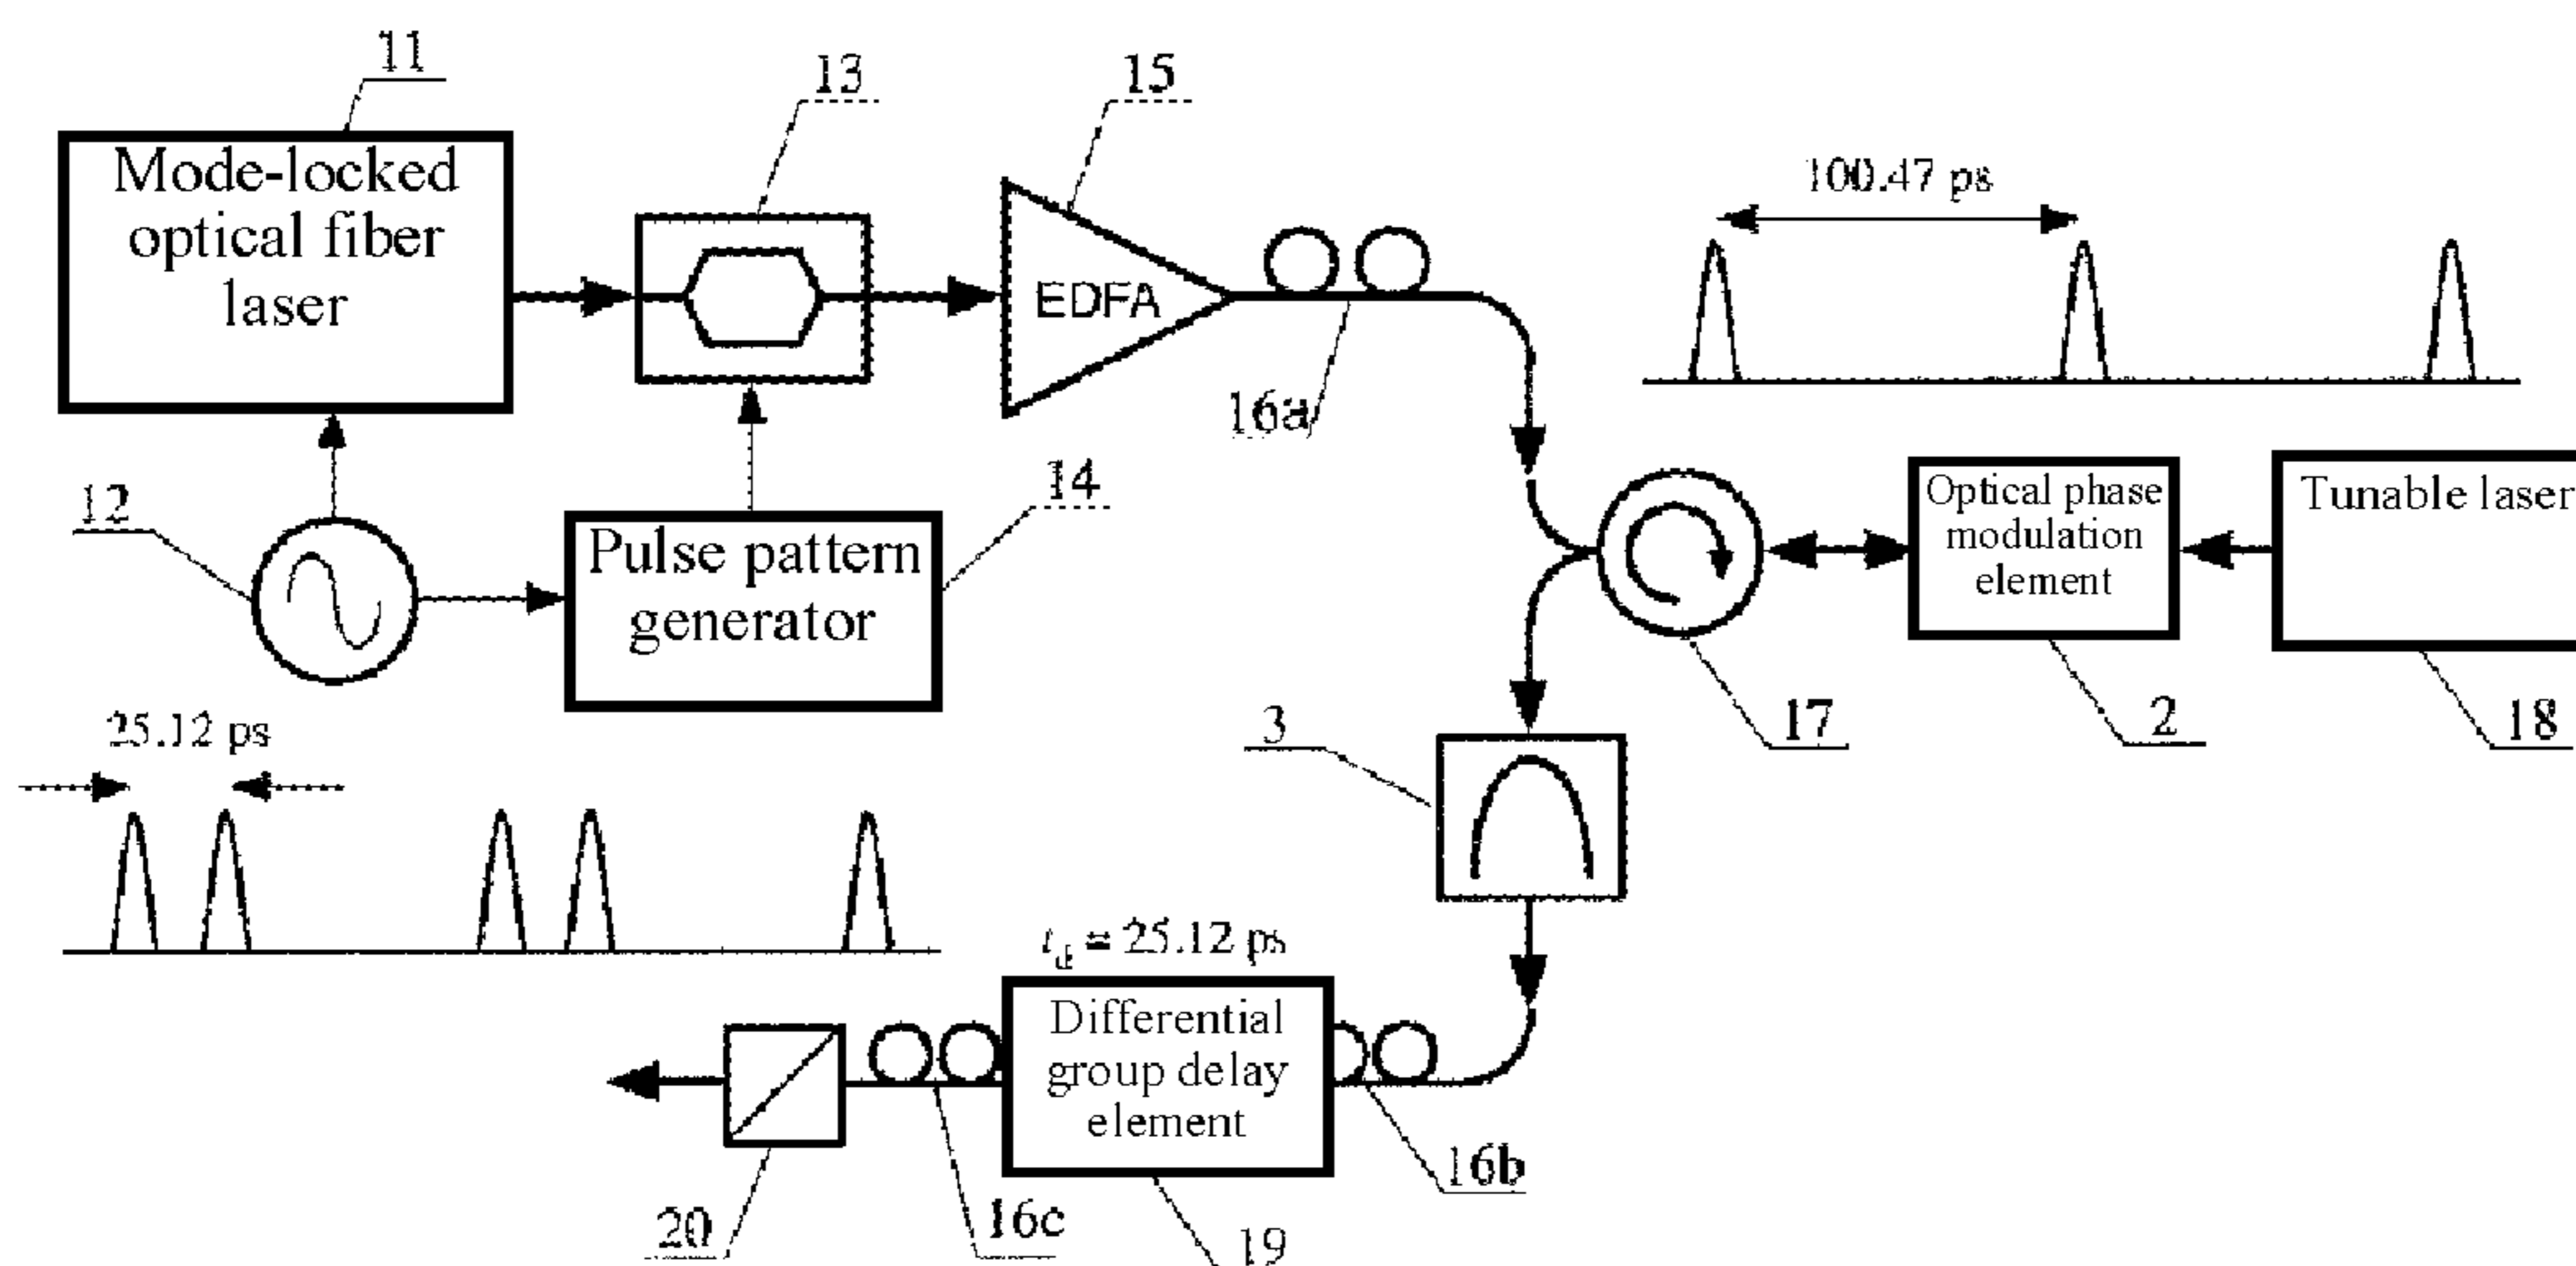 11
13
15
Mode-locked
optical fiber
laser
EDFA
16a
100.47 ps
12
14
Pulse pattern
generator
Optical phase
modulation
element
Tunable laser
17
2
18
25.12 ps
3
t_d = 25.12 ps
Differential
group delay
element
16b
16c
20
19